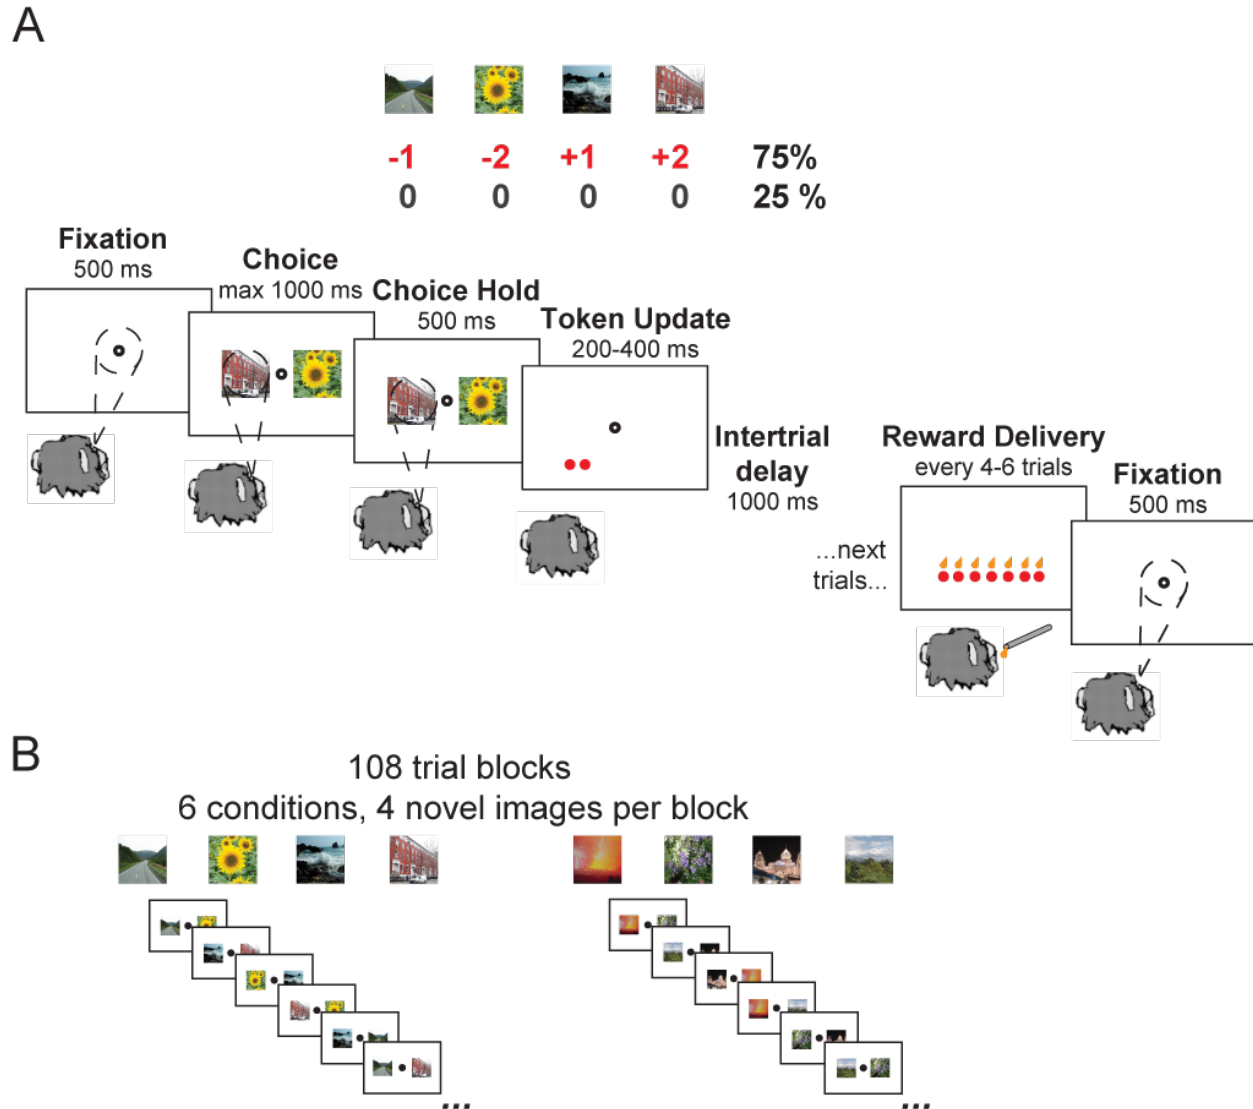 A
-1 -2 +1 +2 75%
0 0 0 0 25 %
Fixation
500 ms
Choice
max 1000 ms
Choice Hold
500 ms
Token Update
200-400 ms
Intertrial
delay
1000 ms
...next
trials...
Reward Delivery
every 4-6 trials
Fixation
500 ms
B
108 trial blocks
6 conditions, 4 novel images per block
...
...